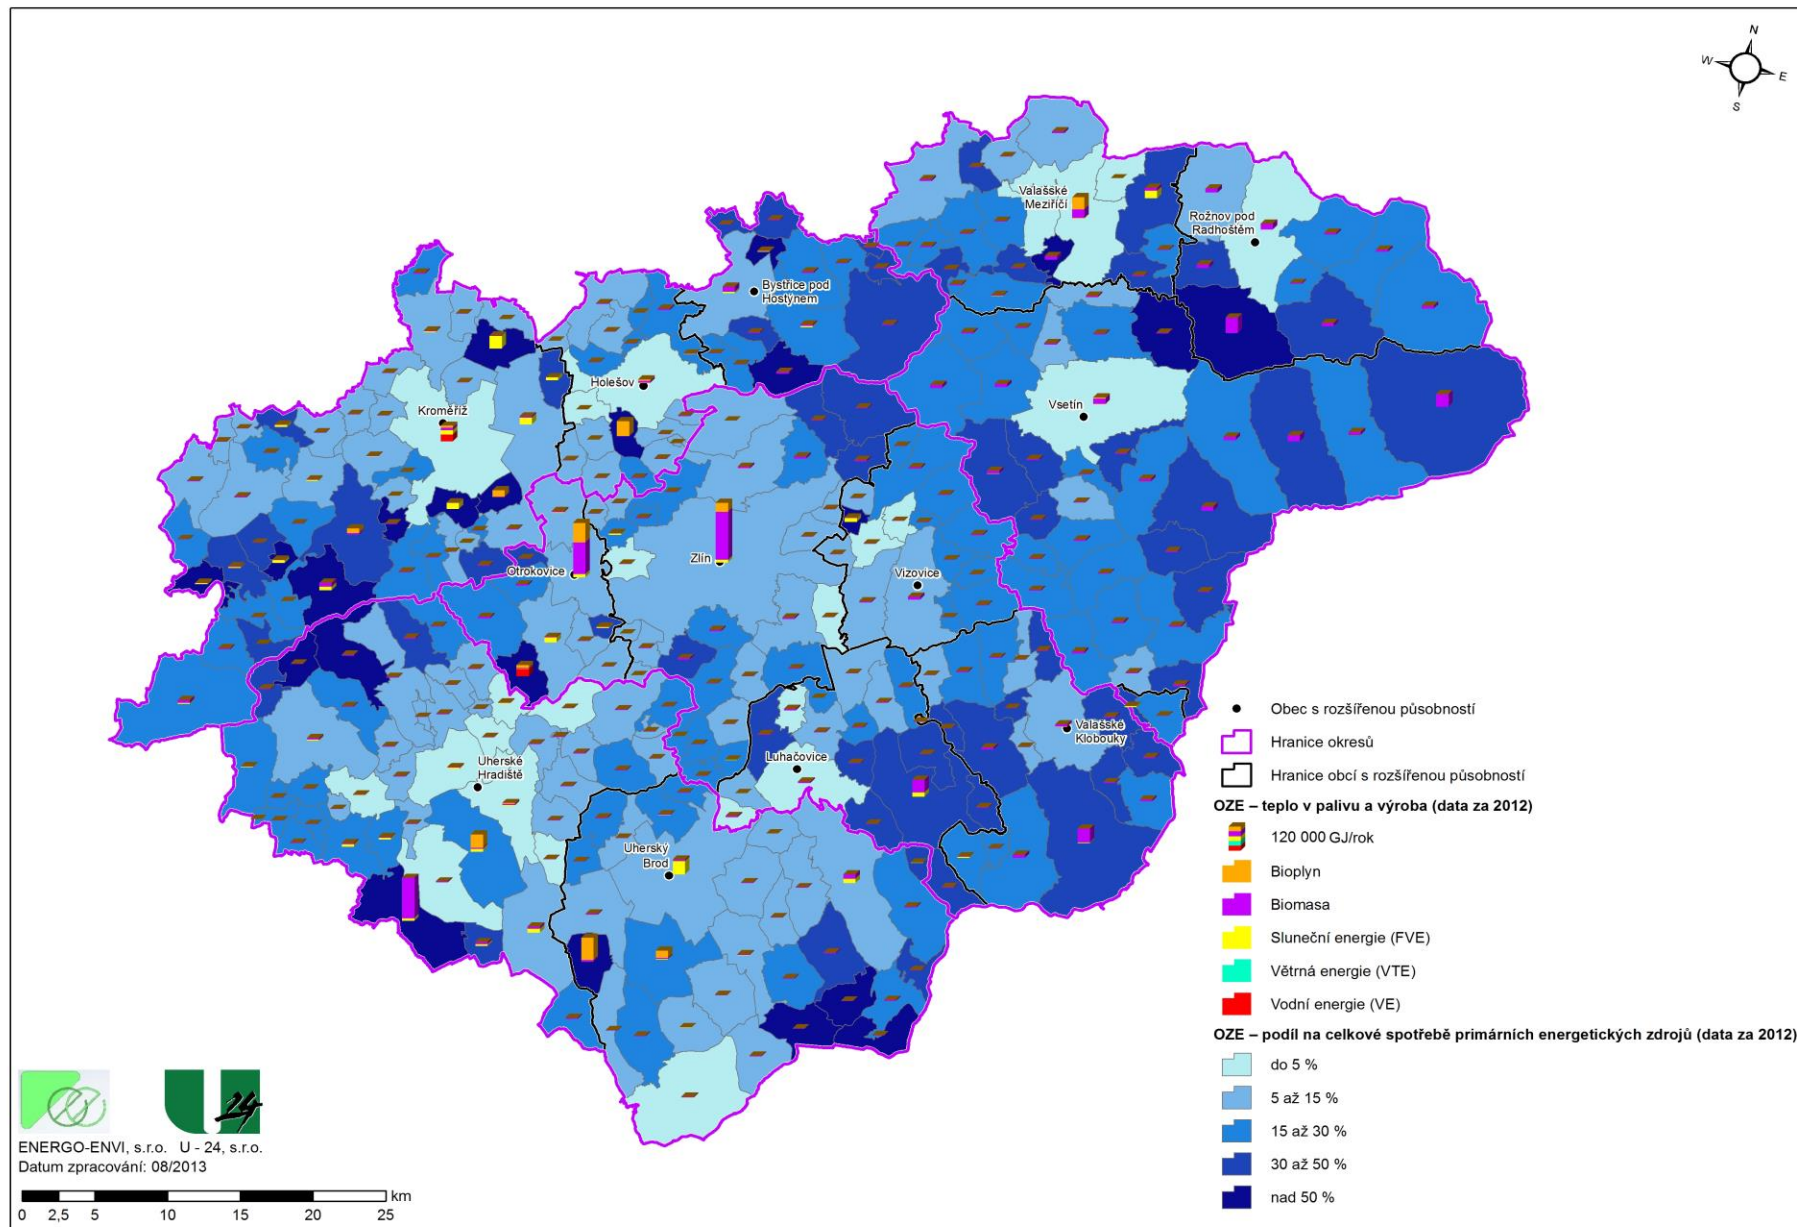 N
W
E
S
Valašské
Meziříčí
Rožnov pod
Radhoštěm
Bystřice pod
Hostýnem
Holešov
Kroměříž
Vsetín
Otrokovice
Zlín
Vizovice
Valašské
Klobouky
Luhačovice
Uherské
Hradiště
Uherský
Brod
Obec s rozšířenou působností
Hranice okresů
Hranice obcí s rozšířenou působností
OZE – teplo v palivu a výroba (data za 2012)
120 000 GJ/rok
Bioplyn
Biomasa
Sluneční energie (FVE)
Větrná energie (VTE)
Vodní energie (VE)
OZE – podíl na celkové spotřebě primárních energetických zdrojů (data za 2012)
do 5 %
5 až 15 %
15 až 30 %
30 až 50 %
nad 50 %
U 24
ENERGO-ENVI, s.r.o. U - 24, s.r.o.
Datum zpracování: 08/2013
km
0 2,5 5 10 15 20 25